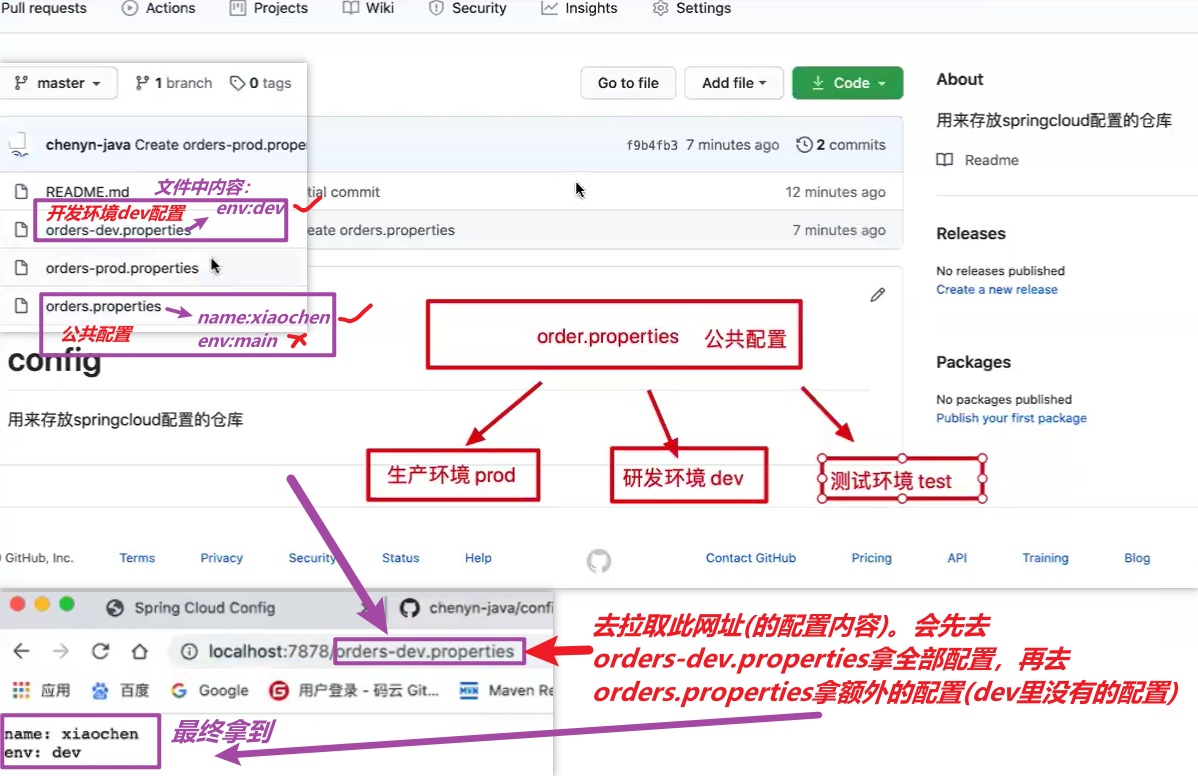 Pull requests Actions Projects Wiki Security Insights Settings
master 1 branch 0 tags Go to file Add file Code
About
用来存放springcloud配置的仓库
Readme
chenyn-java Create orders-prod.prope f9b4fb3 7 minutes ago 2 commits
README.md 文件中内容: tial commit 12 minutes ago
开发环境dev配置 env:dev
orders-dev.properties eate orders.properties 7 minutes ago
Releases
No releases published
Create a new release
orders-prod.properties
orders.properties name:xiaochen
公共配置 env:main
order.properties 公共配置
config
用来存放springcloud配置的仓库
Packages
No packages published
Publish your first package
生产环境 prod 研发环境 dev 测试环境 test
GitHub, Inc. Terms Privacy Security Status Help Contact GitHub Pricing API Training Blog
Spring Cloud Config chenyn-java/confi
localhost:7878/orders-dev.properties
应用 百度 Google 用户登录 - 码云 Git... Maven Re
去拉取此网址(的配置内容)。会先去
orders-dev.properties拿全部配置，再去
orders.properties拿额外的配置(dev里没有的配置)
name: xiaochen 最终拿到
env: dev